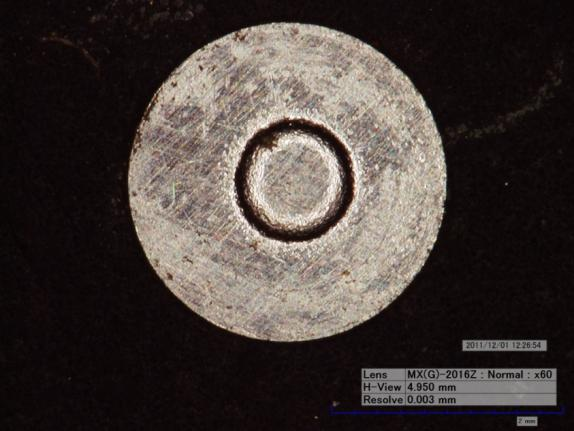 2011/12/01 12:26:54
Lens MX(G)-2016Z : Normal : x60
H-View 4.950 mm
Resolve 0.003 mm
2 mm